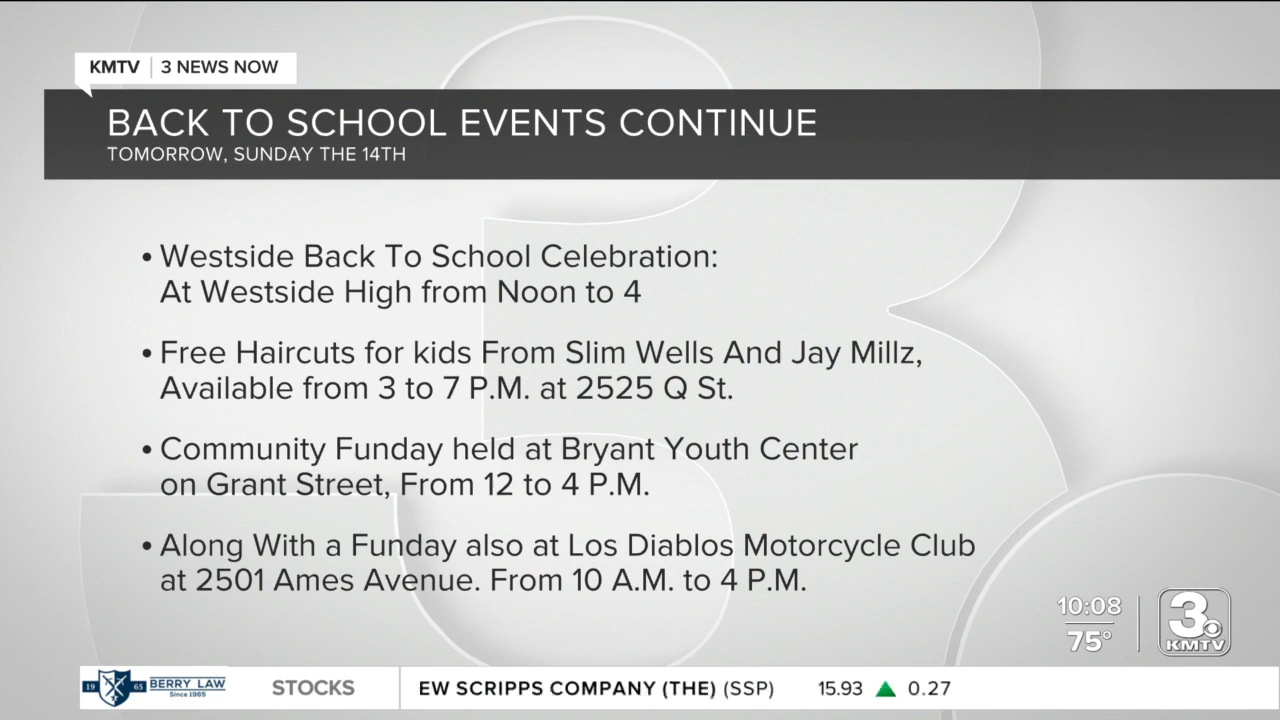 KMTV | 3 NEWS NOW
BACK TO SCHOOL EVENTS CONTINUE
TOMORROW, SUNDAY THE 14TH
• Westside Back To School Celebration:
At Westside High from Noon to 4
• Free Haircuts for kids From Slim Wells And Jay Millz,
Available from 3 to 7 P.M. at 2525 Q St.
• Community Funday held at Bryant Youth Center
on Grant Street, From 12 to 4 P.M.
• Along With a Funday also at Los Diablos Motorcycle Club
at 2501 Ames Avenue. From 10 A.M. to 4 P.M.
10:08
75°
3
KMTV
19 65 BERRY LAW
Since 1965
STOCKS
EW SCRIPPS COMPANY (THE) (SSP) 15.93 ▲ 0.27